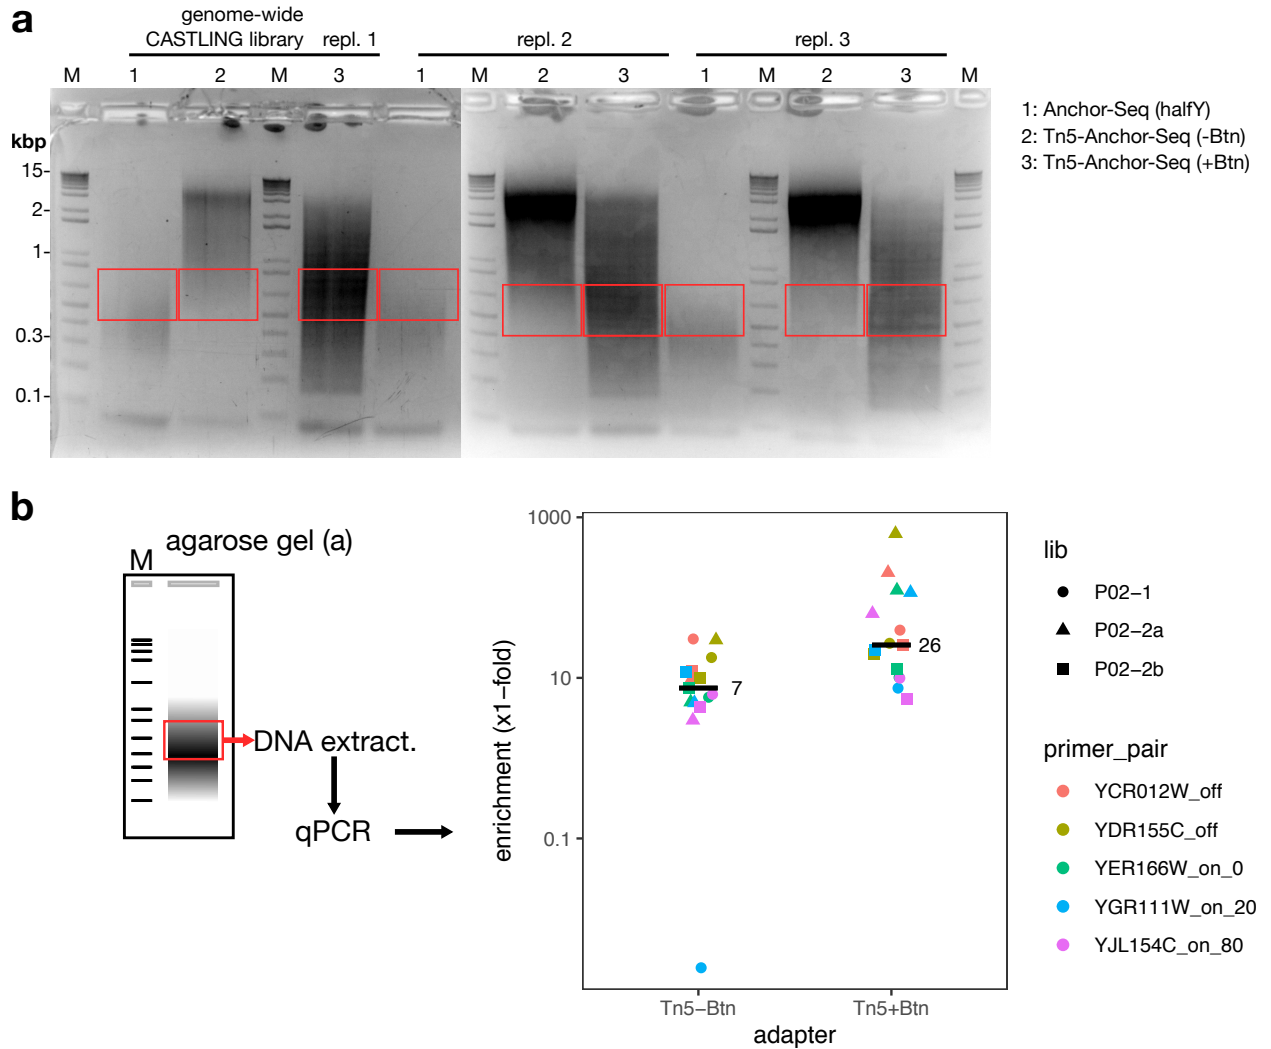 a
genome-wide
CASTLING library repl. 1 repl. 2 repl. 3
M 1 2 M 3 1 M 2 3 1 M 2 3 M
kbp
15-
2-
1-
0.3-
0.1-
1: Anchor-Seq (halfY)
2: Tn5-Anchor-Seq (-Btn)
3: Tn5-Anchor-Seq (+Btn)
b
agarose gel (a)
M
DNA extract.
qPCR
enrichment (x1−fold)
1000
10
0.1
7
26
Tn5−Btn Tn5+Btn
adapter
lib
P02−1
P02−2a
P02−2b
primer_pair
YCR012W_off
YDR155C_off
YER166W_on_0
YGR111W_on_20
YJL154C_on_80